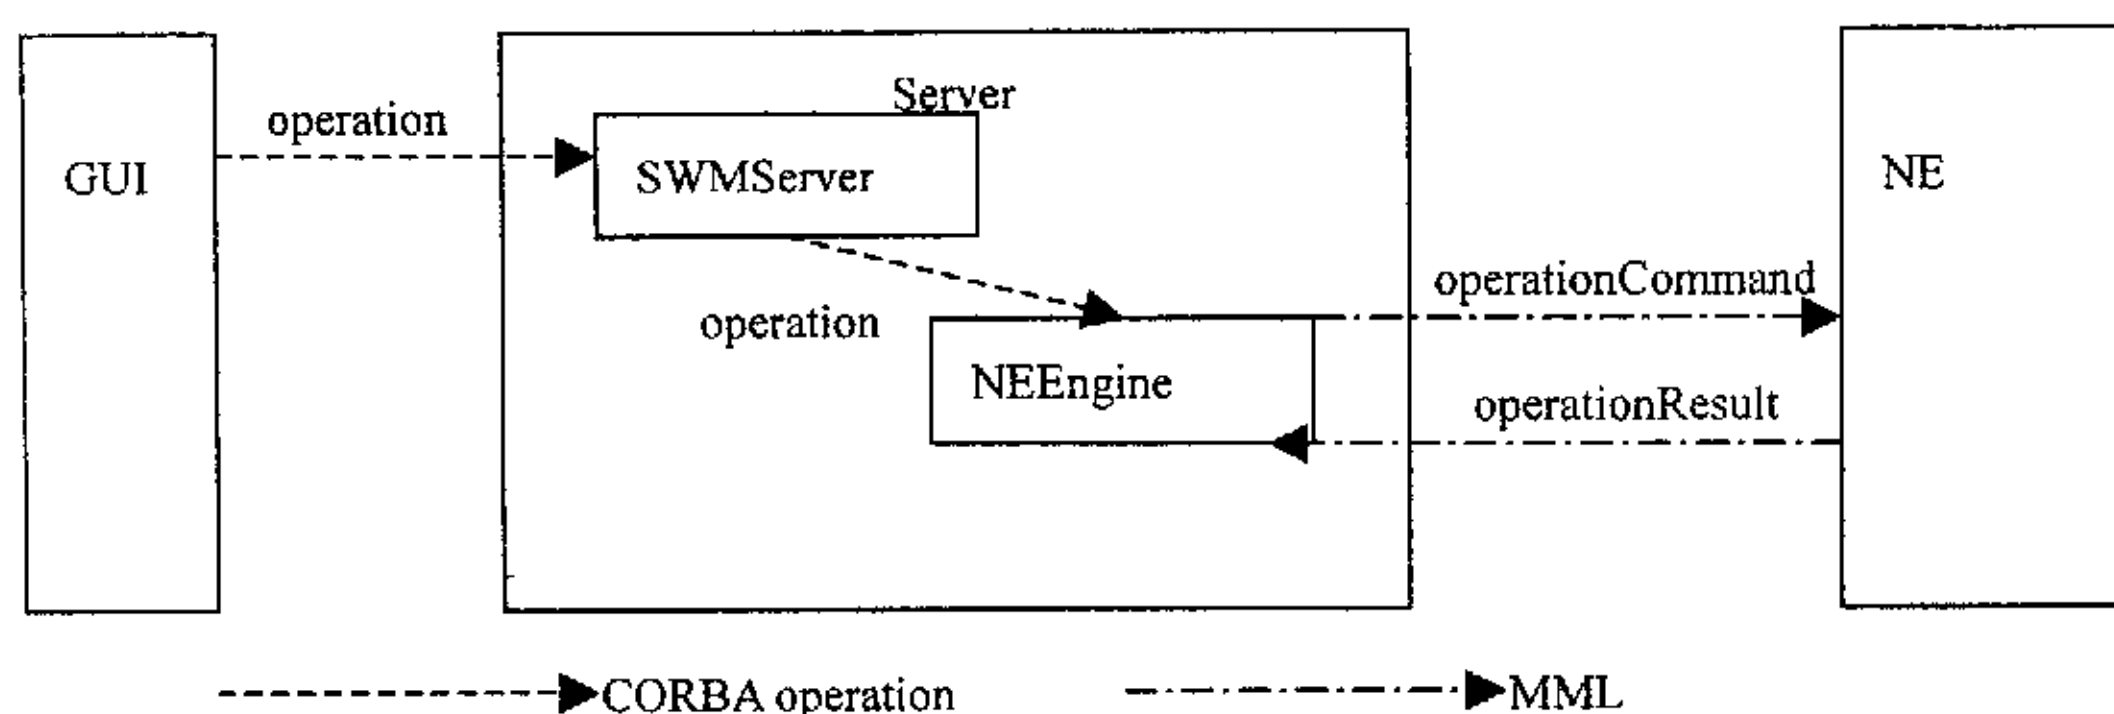 Server
operation
GUI
SWMServer
NE
operationCommand
operation
NEEngine
operationResult
CORBA operation
MML